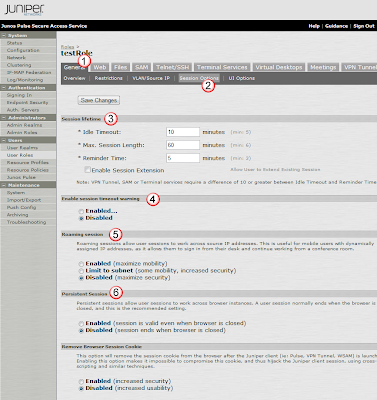 JUNIPER
NETWORKS
Junos Pulse Secure Access Service
Help | Guidance | Sign Out
System
Status
Configuration
Network
Clustering
IF-MAP Federation
Log/Monitoring
Authentication
Signing In
Endpoint Security
Auth. Servers
Administrators
Admin Realms
Admin Roles
Users
User Realms
User Roles
Resource Profiles
Resource Policies
Junos Pulse
Maintenance
System
Import/Export
Push Config
Archiving
Troubleshooting
Roles >
testRole
1
General Web Files SAM Telnet/SSH Terminal Services Virtual Desktops Meetings VPN Tunnel
Overview Restrictions VLAN/Source IP Session Options UI Options
2
Save Changes
Session lifetime 3
* Idle Timeout: 10 minutes (min: 5)
* Max. Session Length: 60 minutes (min: 6)
* Reminder Time: 5 minutes (min: 3)
Enable Session Extension Allow User to Extend Existing Session
Note: VPN Tunnel, SAM or Terminal services require a difference of 10 or greater between Idle Timeout and Reminder Time
Enable session timeout warning 4
Enabled...
Disabled
Roaming session 5
Roaming sessions allow user sessions to work across source IP addresses. This is useful for mobile users with dynamically
assigned IP addresses, as it allows them to sign in from their desk and continue working from a conference room.
Enabled (maximize mobility)
Limit to subnet (some mobility, increased security)
Disabled (maximize security)
Persistent Session 6
Persistent sessions allow user sessions to work across browser instances. A user session normally ends when the browser is
closed, and this is the recommended setting.
Enabled (session is valid even when browser is closed)
Disabled (session ends when browser is closed)
Remove Browser Session Cookie
This option will remove the session cookie from the browser after the Juniper client (ie: Pulse, VPN Tunnel, WSAM) is launch
Enabling this option makes it impossible to compromise this cookie, and thus hijack the Juniper client session, using cross-
scripting and similar techniques.
Enabled (increased security)
Disabled (increased usability)